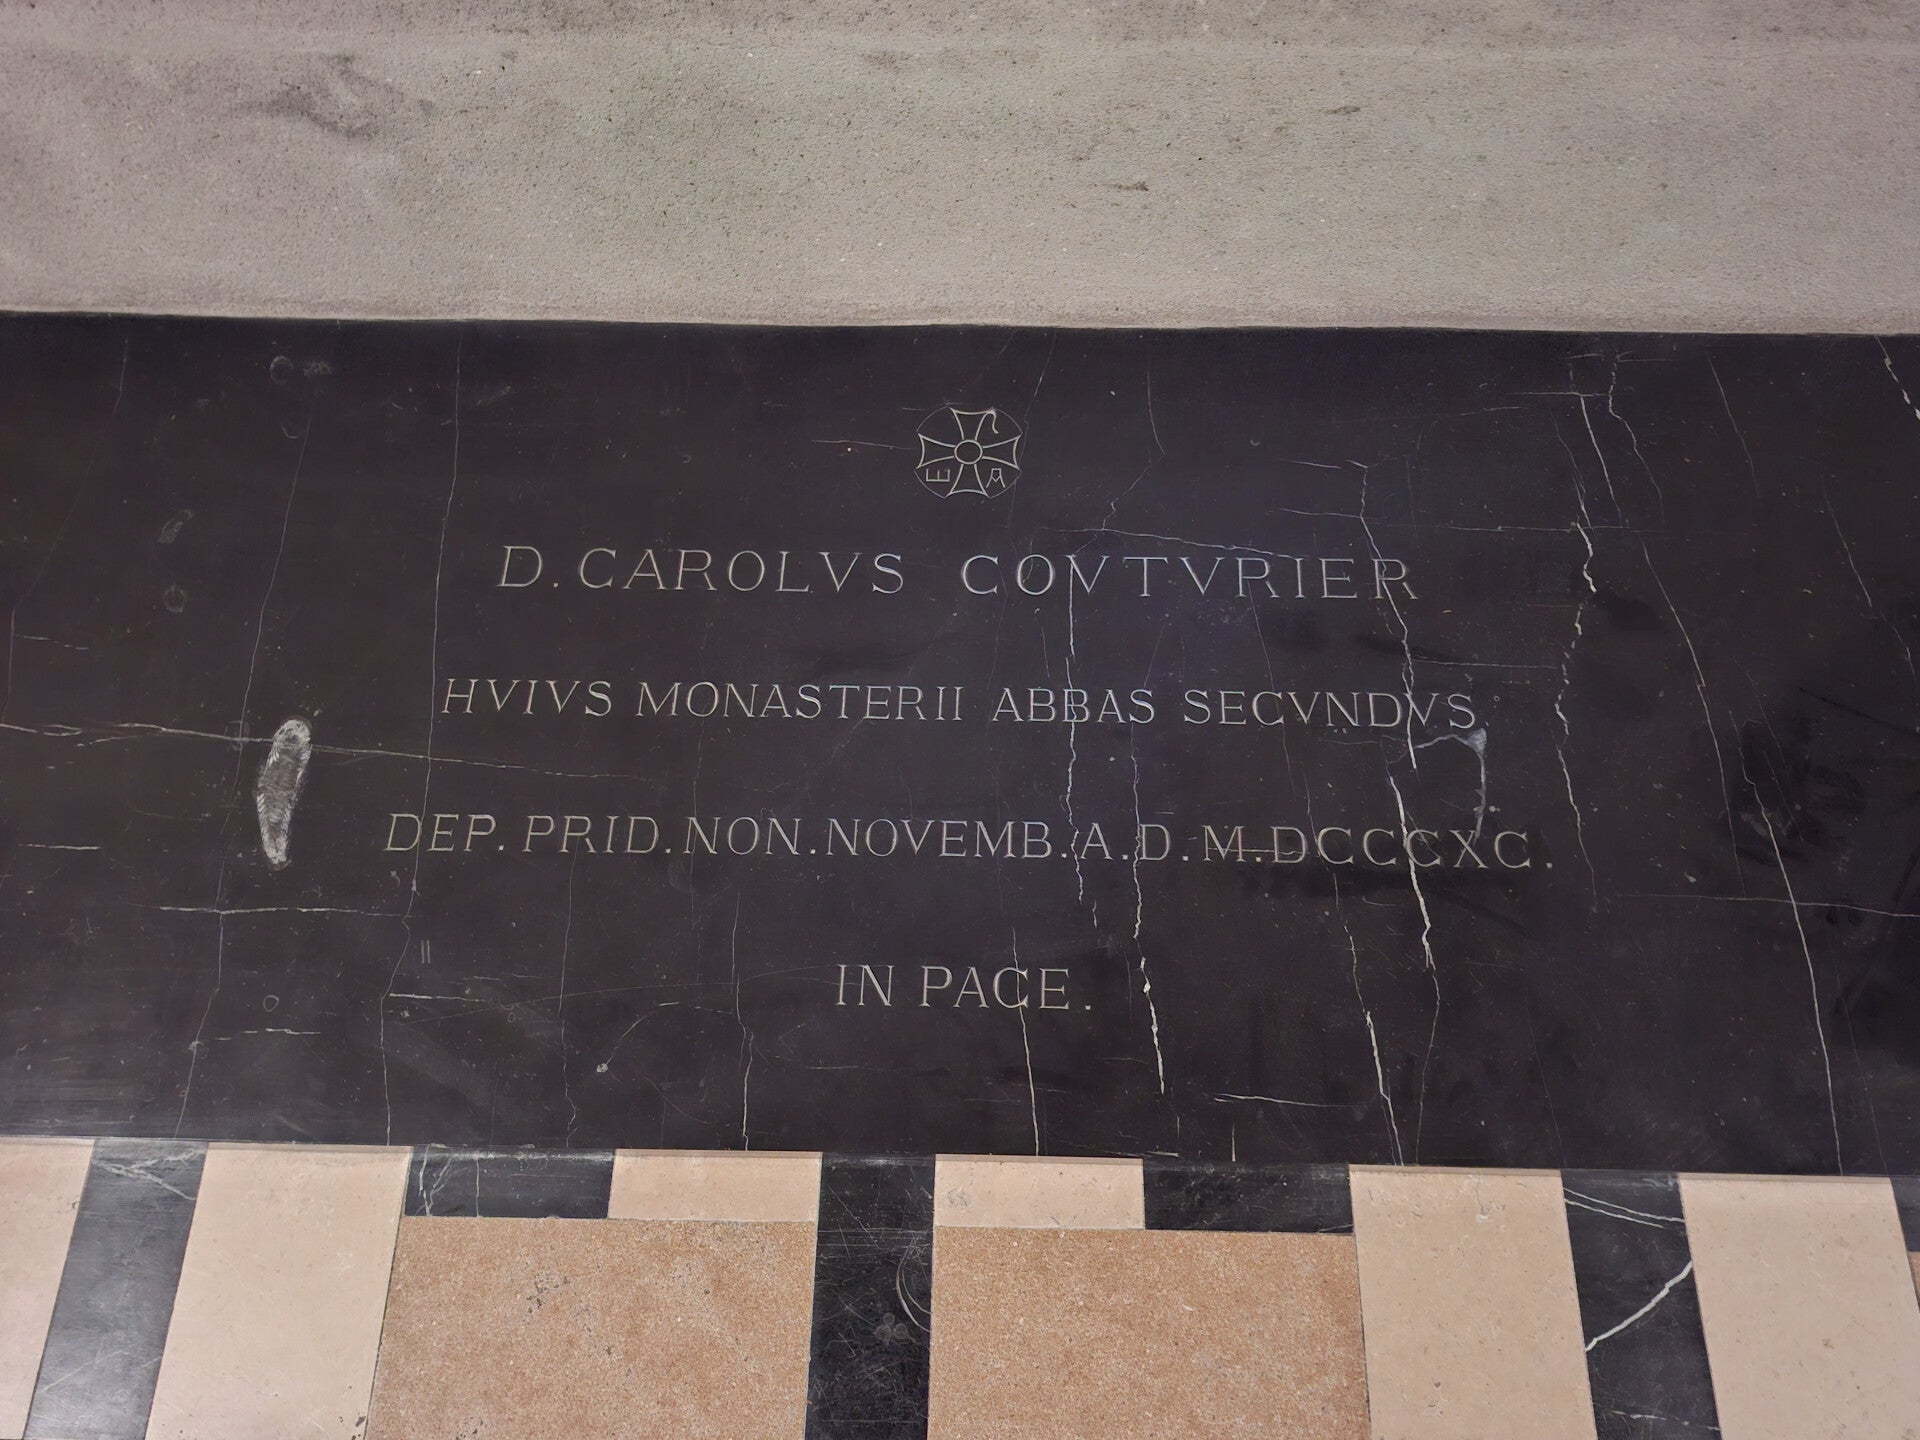 D. CAROLVS COVTVRIER
HVIVS MONASTERII ABBAS SECVNDVS
DEP. PRID. NON. NOVEMB. A. D. M. DCCCXC.
IN PACE.